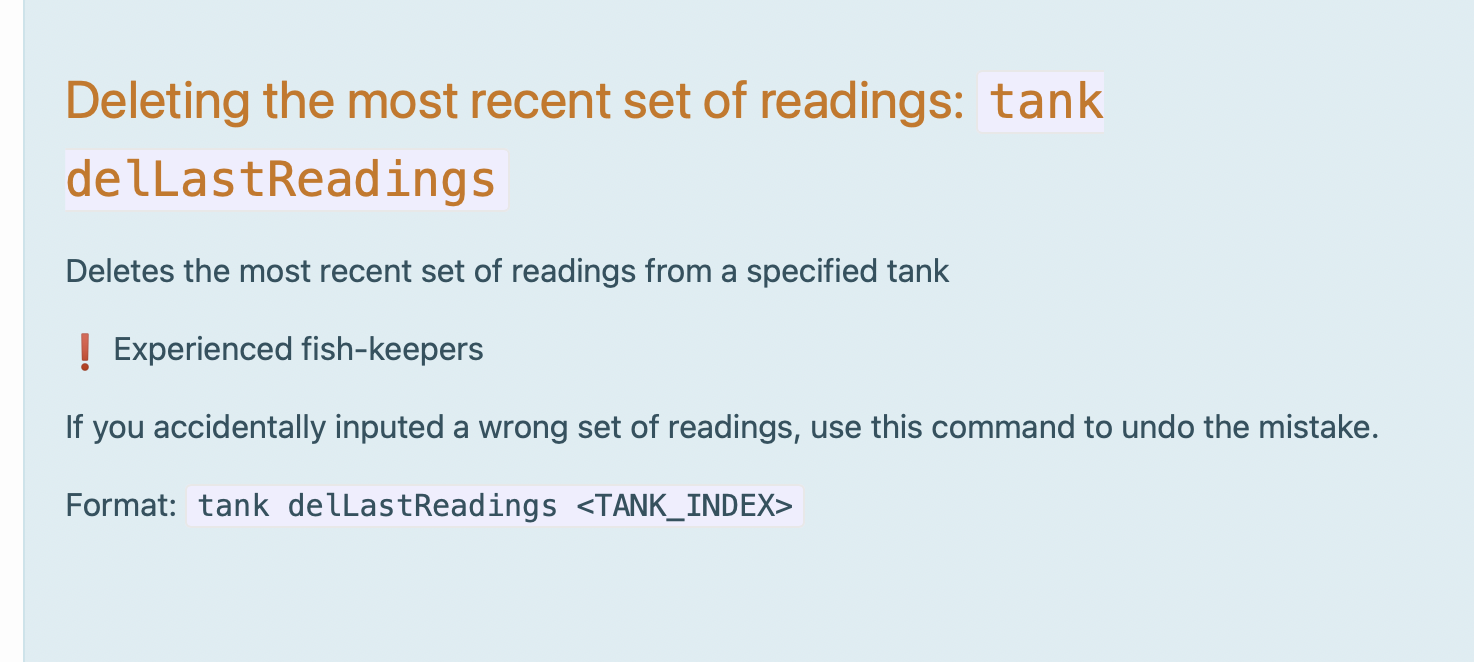 Deleting the most recent set of readings: tank
delLastReadings
Deletes the most recent set of readings from a specified tank
❗ Experienced fish-keepers
If you accidentally inputed a wrong set of readings, use this command to undo the mistake.
Format: tank delLastReadings <TANK_INDEX>